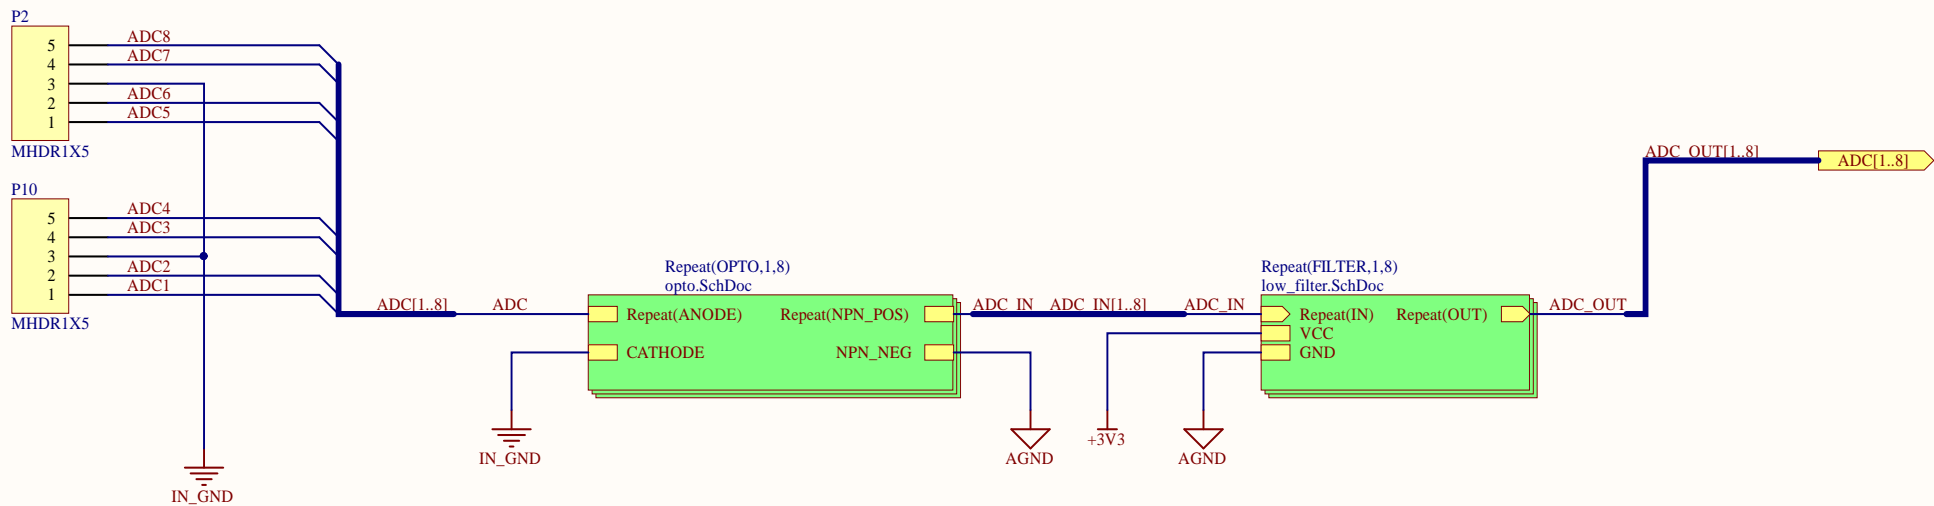 P2
5 ADC8
4 ADC7
3
2 ADC6
1 ADC5
MHDR1X5
P10
5 ADC4
4 ADC3
3
2 ADC2
1 ADC1
MHDR1X5
IN_GND
ADC[1..8] ADC
Repeat(OPTO,1,8)
opto.SchDoc
Repeat(ANODE) Repeat(NPN_POS)
CATHODE NPN_NEG
IN_GND
ADC_IN ADC_IN[1..8] ADC_IN
AGND
+3V3
AGND
Repeat(FILTER,1,8)
low_filter.SchDoc
Repeat(IN) Repeat(OUT)
VCC
GND
ADC_OUT
ADC_OUT[1..8]
ADC[1..8]